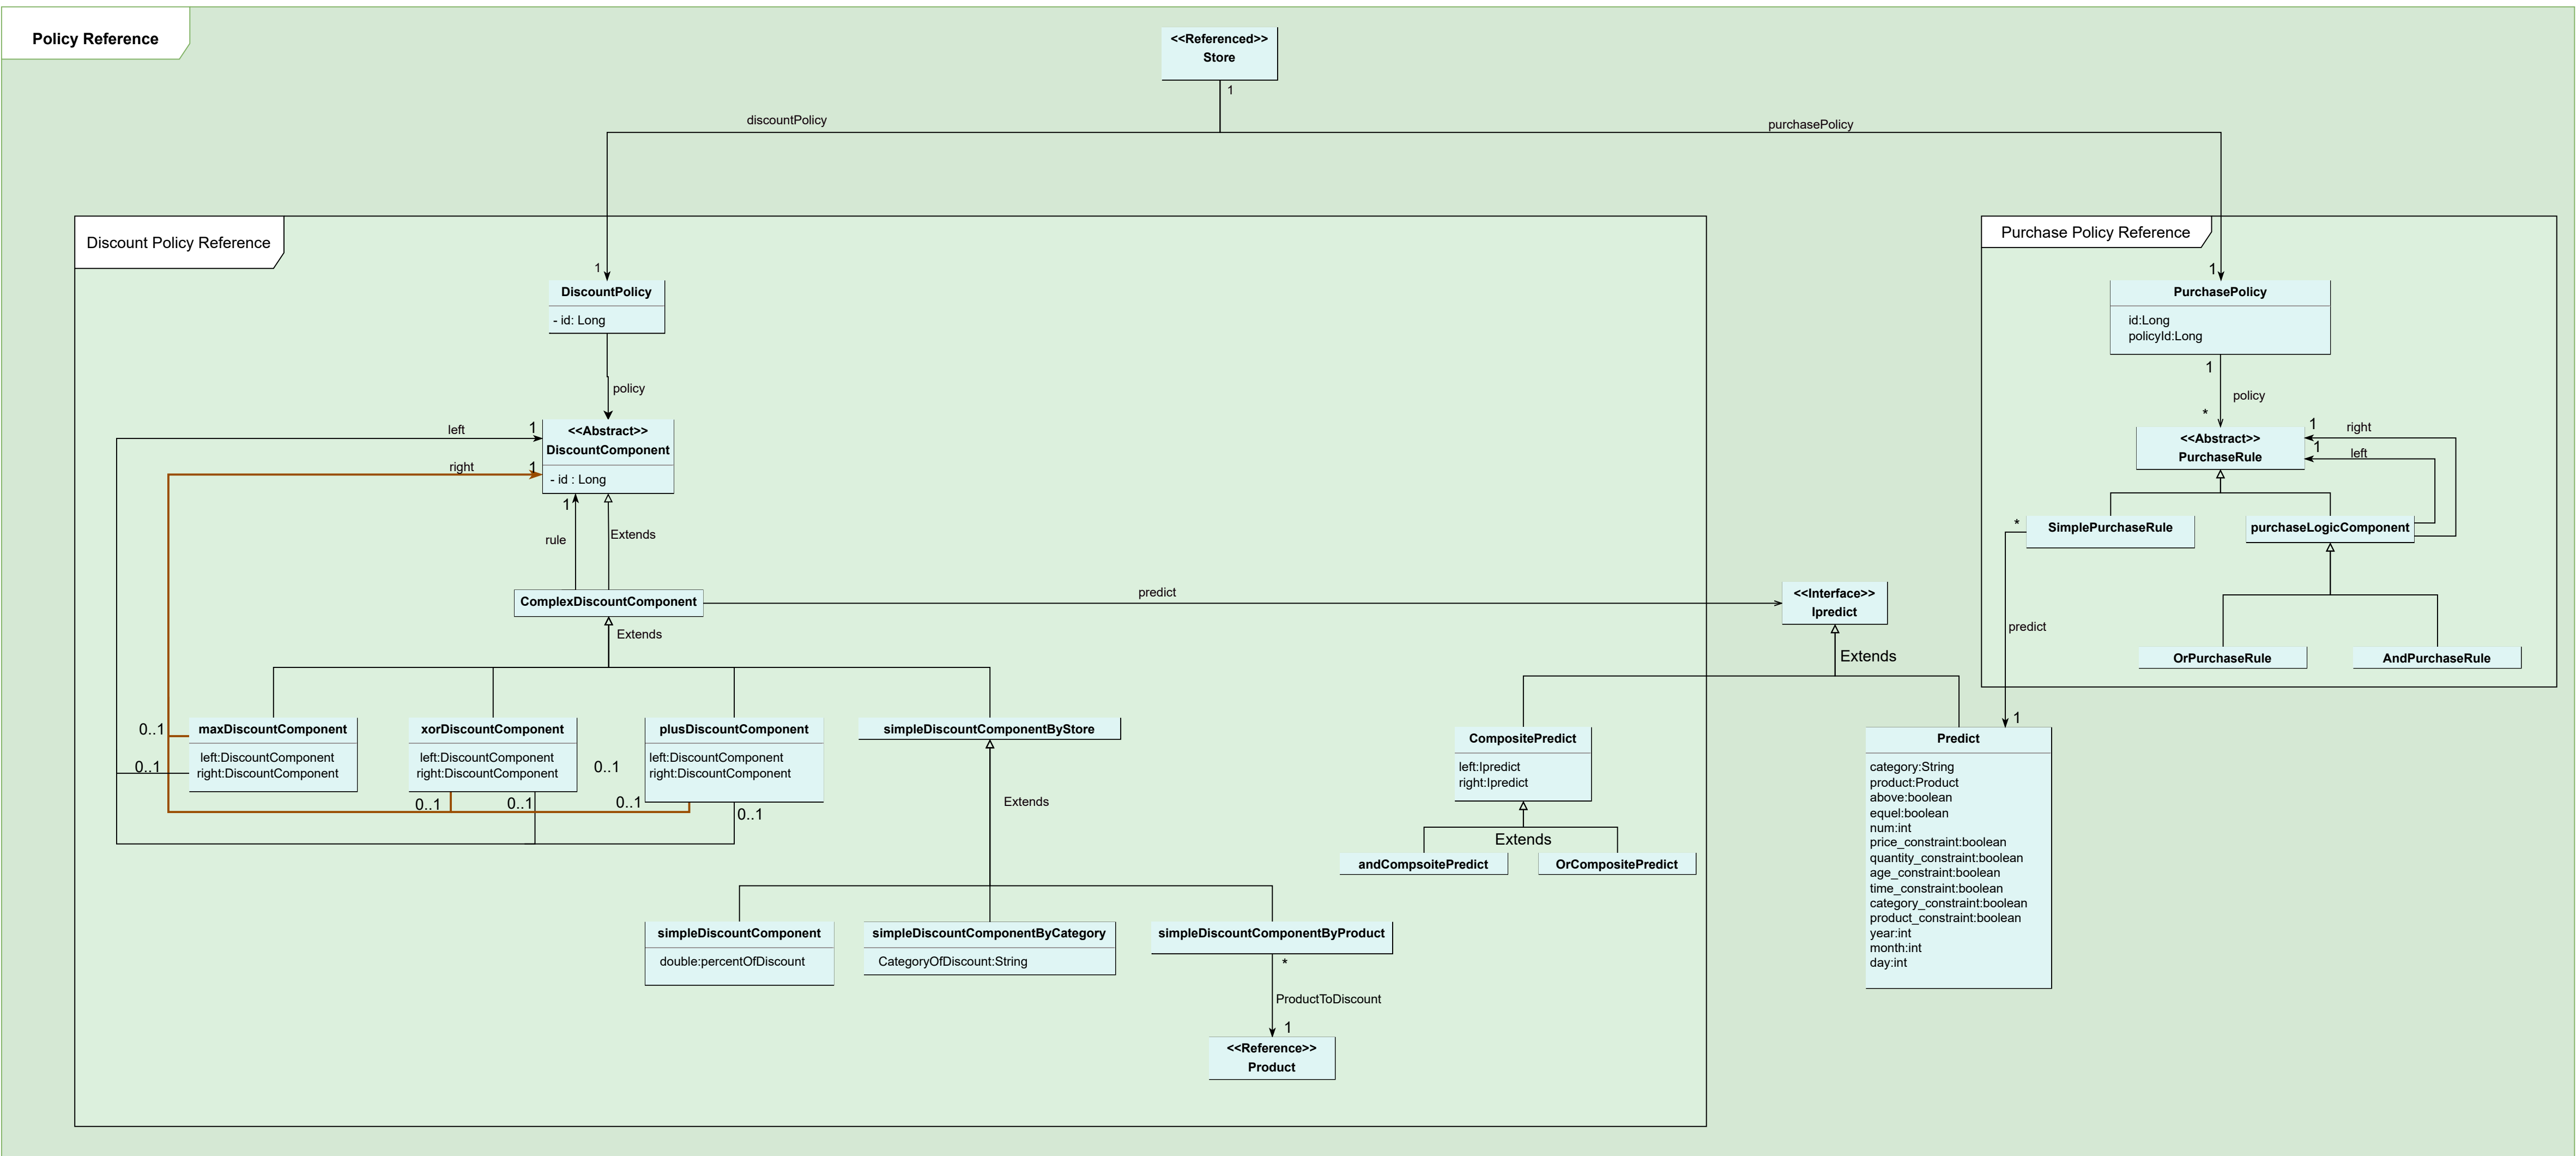 Policy Reference
<<Referenced>>
Store
1
discountPolicy
purchasePolicy
Discount Policy Reference
1
DiscountPolicy
- id: Long
policy
left
1
<<Abstract>>
DiscountComponent
right
1
- id : Long
1
rule
Extends
ComplexDiscountComponent
predict
Extends
<<Interface>>
Ipredict
Extends
0..1
maxDiscountComponent
left:DiscountComponent
right:DiscountComponent
0..1
xorDiscountComponent
left:DiscountComponent
right:DiscountComponent
0..1
0..1
0..1
plusDiscountComponent
left:DiscountComponent
right:DiscountComponent
0..1
0..1
simpleDiscountComponentByStore
Extends
CompositePredict
left:Ipredict
right:Ipredict
Extends
andCompsoitePredict
OrCompositePredict
simpleDiscountComponent
double:percentOfDiscount
simpleDiscountComponentByCategory
CategoryOfDiscount:String
simpleDiscountComponentByProduct
*
ProductToDiscount
1
<<Reference>>
Product
Purchase Policy Reference
1
PurchasePolicy
id:Long
policyId:Long
1
policy
*
<<Abstract>>
PurchaseRule
1
right
1
left
*
SimplePurchaseRule
purchaseLogicComponent
predict
OrPurchaseRule
AndPurchaseRule
1
Predict
category:String
product:Product
above:boolean
equel:boolean
num:int
price_constraint:boolean
quantity_constraint:boolean
age_constraint:boolean
time_constraint:boolean
category_constraint:boolean
product_constraint:boolean
year:int
month:int
day:int